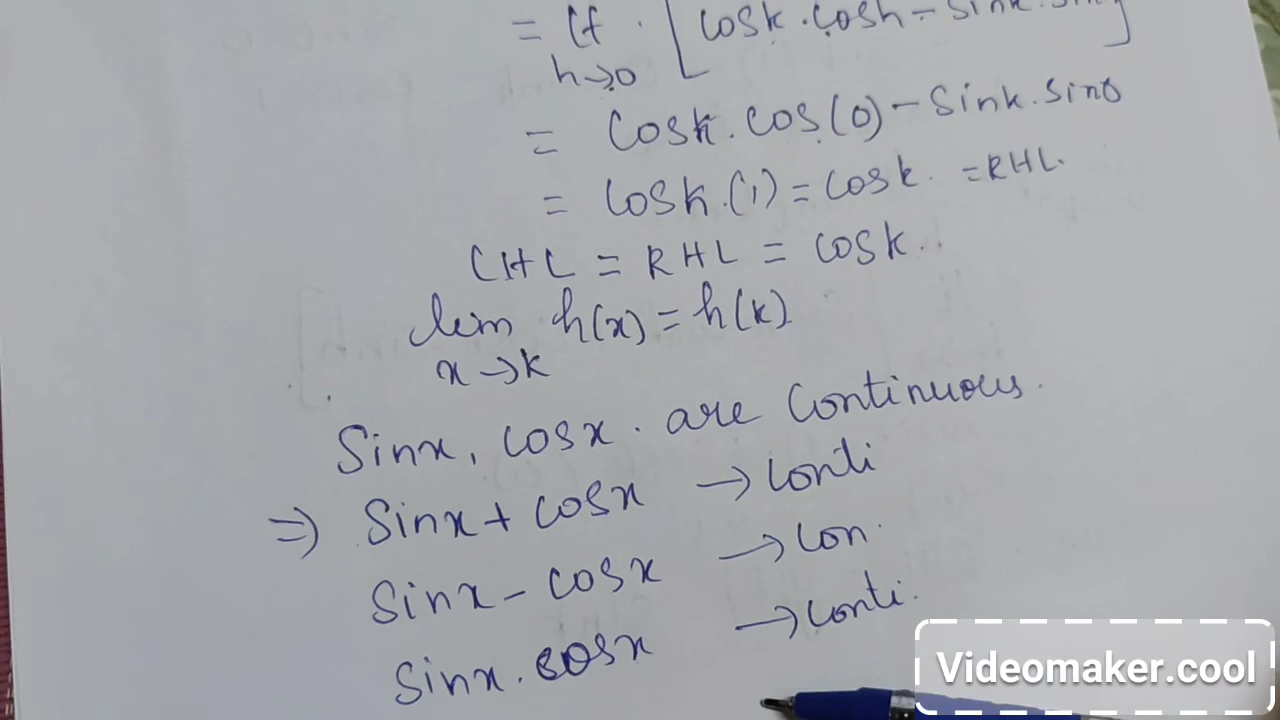 = lt. [cosk.cosh - sink.sinh]
h→0
= cosk.cos(0) - sink.sin0
= cosk.(1) = cosk. = RHL.
LHL = RHL = cosk.
lim h(x) = h(k).
x→k
Sinx, cosx. are continuous.
⇒ Sinx + cosx → conti
Sinx - cosx → con.
Sinx.cosx → conti.
Videomaker.cool